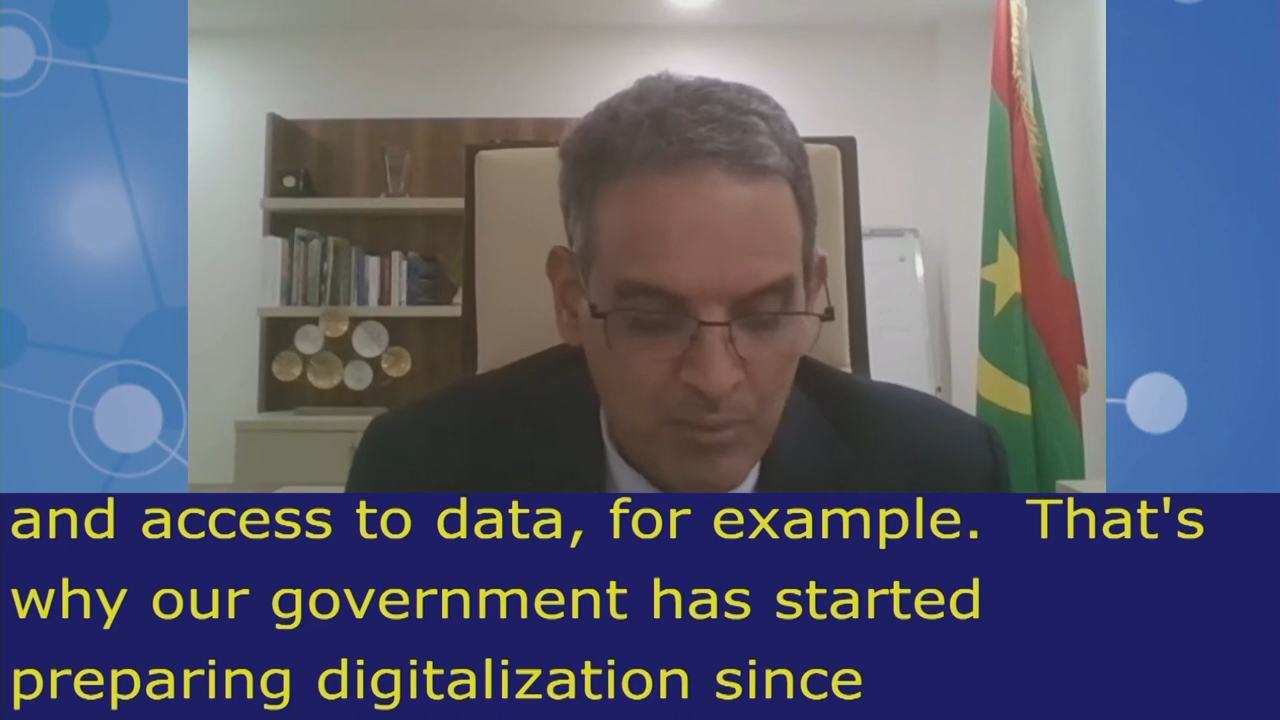 and access to data, for example.  That's
why our government has started
preparing digitalization since